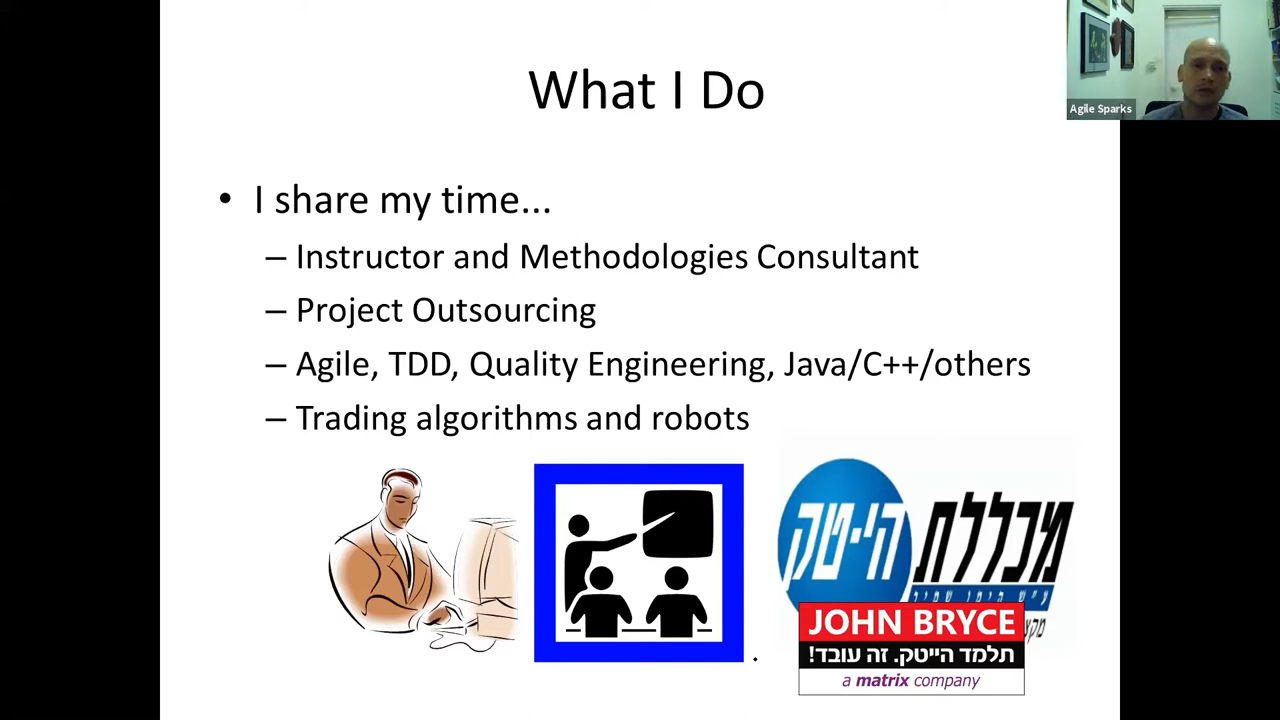 What I Do
Agile Sparks
• I share my time...
– Instructor and Methodologies Consultant
– Project Outsourcing
– Agile, TDD, Quality Engineering, Java/C++/others
– Trading algorithms and robots
מכללת היי-טק
ע"ש
JOHN BRYCE
תלמד הייטק. זה עובד!
a matrix company